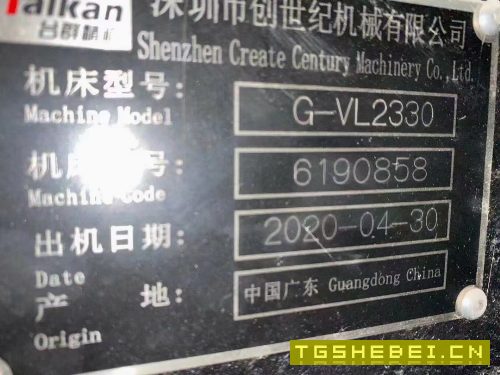 Taikan
台群精机
深圳市创世纪机械有限公司
Shenzhen Create Century Machinery Co.,Ltd.
机床型号: G-VL2330
Machine Model
机床 号: 6190858
Machine Code
出机日期: 2020-04-30
Date
产 地: 中国广东 Guangdong China
Origin
TGSHEBEI.CN